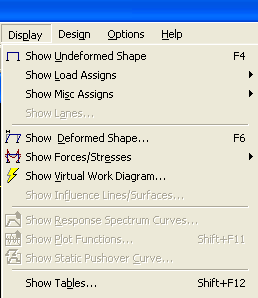 Display Design Options Help
Show Undeformed Shape F4
Show Load Assigns
Show Misc Assigns
Show Lanes...
Show Deformed Shape... F6
Show Forces/Stresses
Show Virtual Work Diagram...
Show Influence Lines/Surfaces...
Show Response Spectrum Curves...
Show Plot Functions... Shift+F11
Show Static Pushover Curve...
Show Tables... Shift+F12